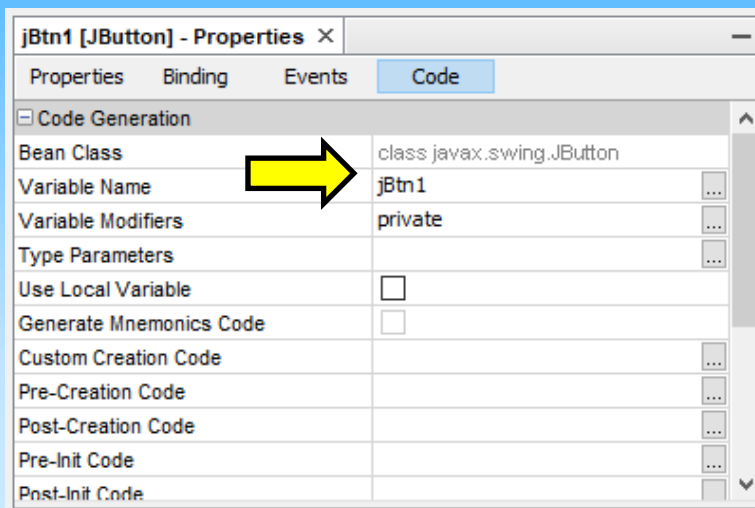 jBtn1 [JButton] - Properties ×
Properties Binding Events Code
Code Generation
Bean Class class javax.swing.JButton
Variable Name jBtn1 ...
Variable Modifiers private ...
Type Parameters ...
Use Local Variable
Generate Mnemonics Code
Custom Creation Code ...
Pre-Creation Code ...
Post-Creation Code ...
Pre-Init Code ...
Post-Init Code ...